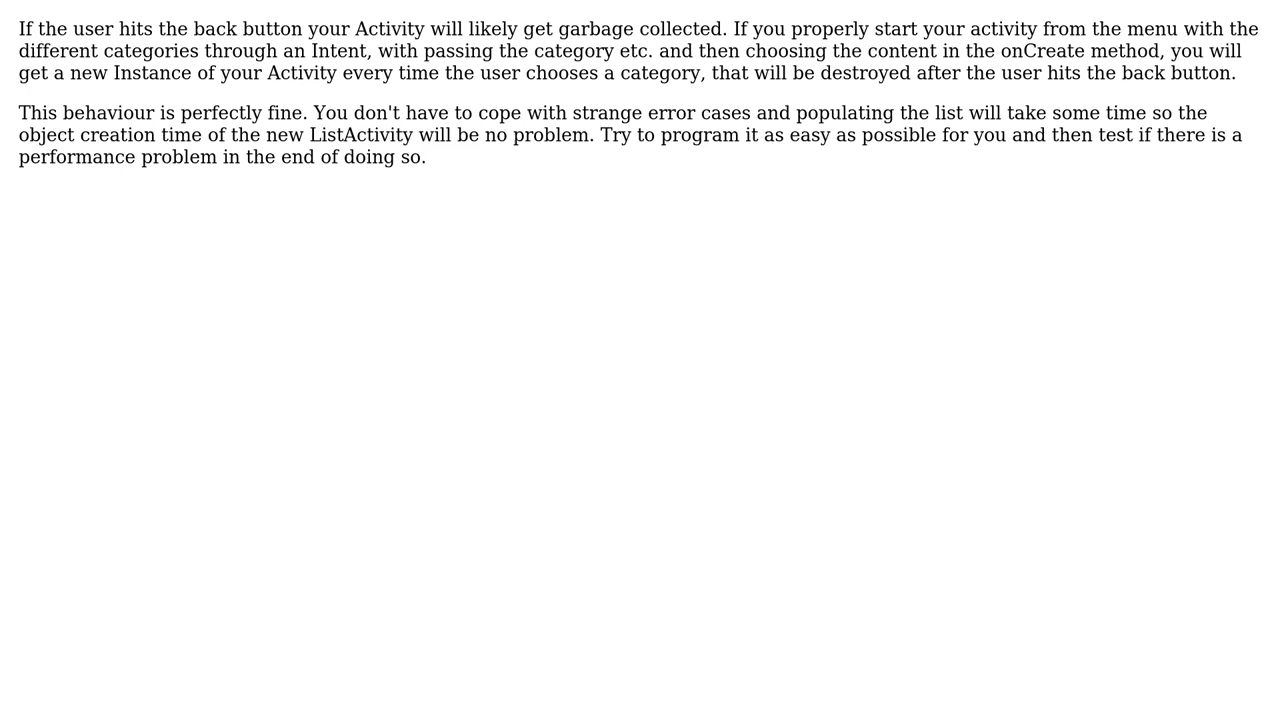 If the user hits the back button your Activity will likely get garbage collected. If you properly start your activity from the menu with the
different categories through an Intent, with passing the category etc. and then choosing the content in the onCreate method, you will
get a new Instance of your Activity every time the user chooses a category, that will be destroyed after the user hits the back button.
This behaviour is perfectly fine. You don't have to cope with strange error cases and populating the list will take some time so the
object creation time of the new ListActivity will be no problem. Try to program it as easy as possible for you and then test if there is a
performance problem in the end of doing so.